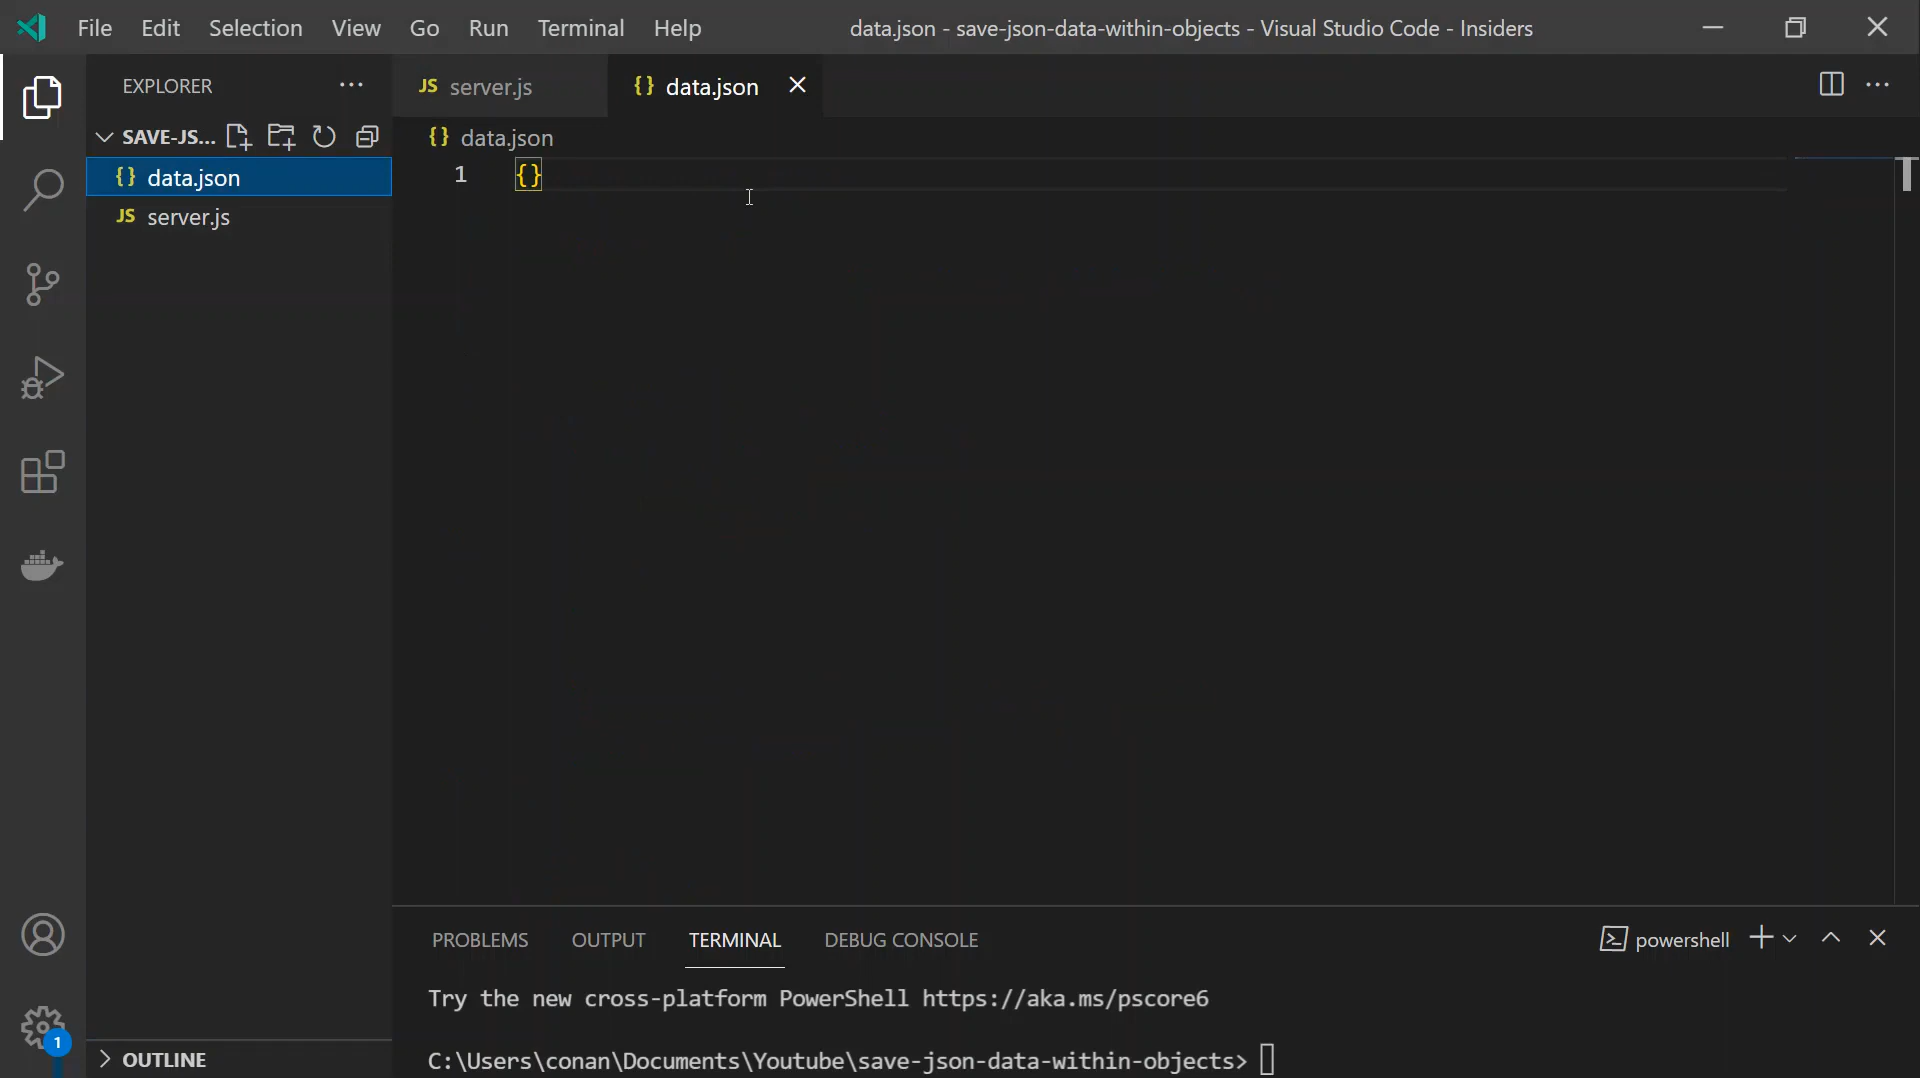 File Edit Selection View Go Run Terminal Help data.json - save-json-data-within-objects - Visual Studio Code - Insiders
EXPLORER
JS server.js
{} data.json
SAVE-JS...
{} data.json
{} data.json
JS server.js
1 {}
PROBLEMS OUTPUT TERMINAL DEBUG CONSOLE
powershell
Try the new cross-platform PowerShell https://aka.ms/pscore6
C:\Users\conan\Documents\Youtube\save-json-data-within-objects>
1
OUTLINE